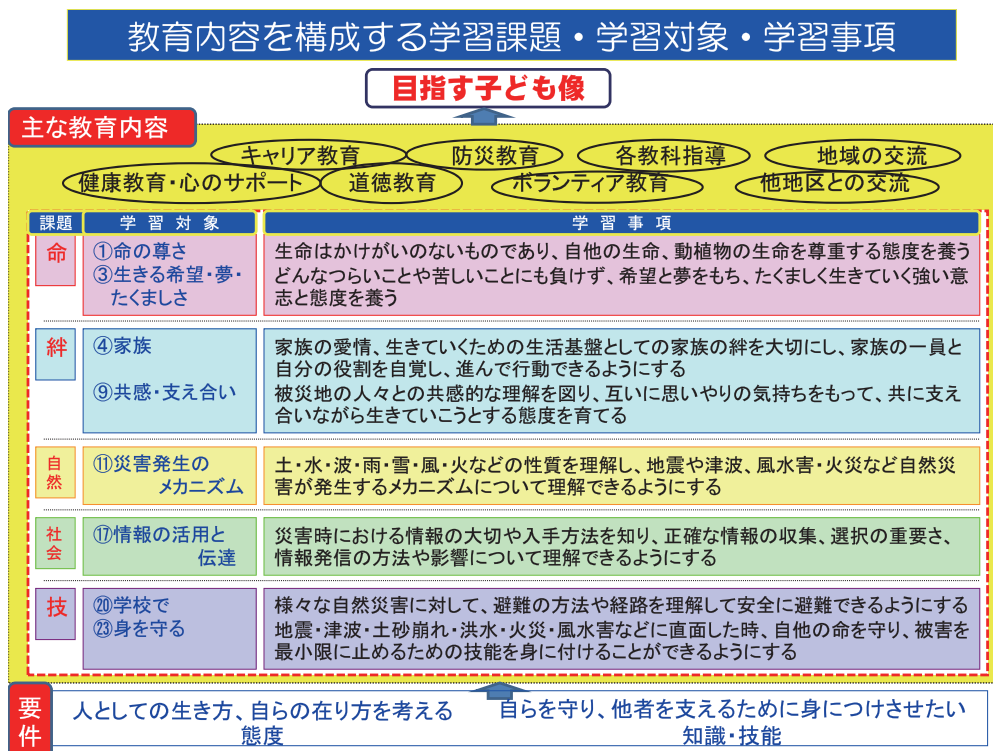 教育内容を構成する学習課題・学習対象・学習事項
目指す子ども像
主な教育内容
キャリア教育
防災教育
各教科指導
地域の交流
健康教育・心のサポート
道徳教育
ボランティア教育
他地区との交流
課題
学習対象
学習事項
命
①命の尊さ
③生きる希望・夢・
たくましさ
生命はかけがいのないものであり、自他の生命、動植物の生命を尊重する態度を養う
どんなつらいことや苦しいことにも負けず、希望と夢をもち、たくましく生きていく強い意
志と態度を養う
絆
④家族
⑨共感・支え合い
家族の愛情、生きていくための生活基盤としての家族の絆を大切にし、家族の一員と
自分の役割を自覚し、進んで行動できるようにする
被災地の人々との共感的な理解を図り、互いに思いやりの気持ちをもって、共に支え
合いながら生きていこうとする態度を育てる
自
然
⑪災害発生の
メカニズム
土・水・波・雨・雪・風・火などの性質を理解し、地震や津波、風水害・火災など自然災
害が発生するメカニズムについて理解できるようにする
社
会
⑰情報の活用と
伝達
災害時における情報の大切や入手方法を知り、正確な情報の収集、選択の重要さ、
情報発信の方法や影響について理解できるようにする
技
⑳学校で
㉓身を守る
様々な自然災害に対して、避難の方法や経路を理解して安全に避難できるようにする
地震・津波・土砂崩れ・洪水・火災・風水害などに直面した時、自他の命を守り、被害を
最小限に止めるための技能を身に付けることができるようにする
要
件
人としての生き方、自らの在り方を考える
態度
自らを守り、他者を支えるために身につけさせたい
知識・技能